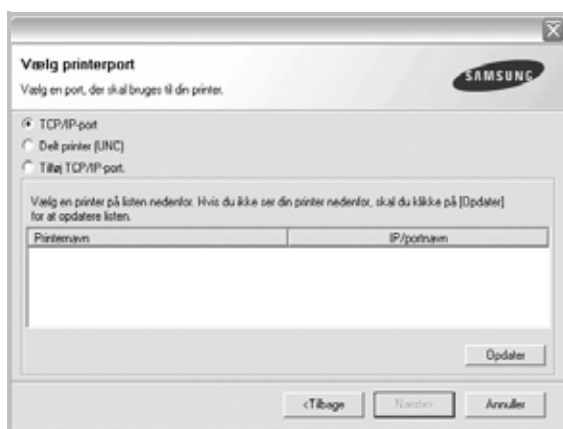 Vælg printerport
Vælg en port, der skal bruges til din printer.
SAMSUNG
TCP/IP-port
Delt printer (UNC)
Tilføj TCP/IP-port.
Vælg en printer på listen nedenfor. Hvis du ikke ser din printer nedenfor, skal du klikke på [Opdater]
for at opdatere listen.
Printernavn IP/portnavn
Opdater
<Tilbage Næste> Annuller